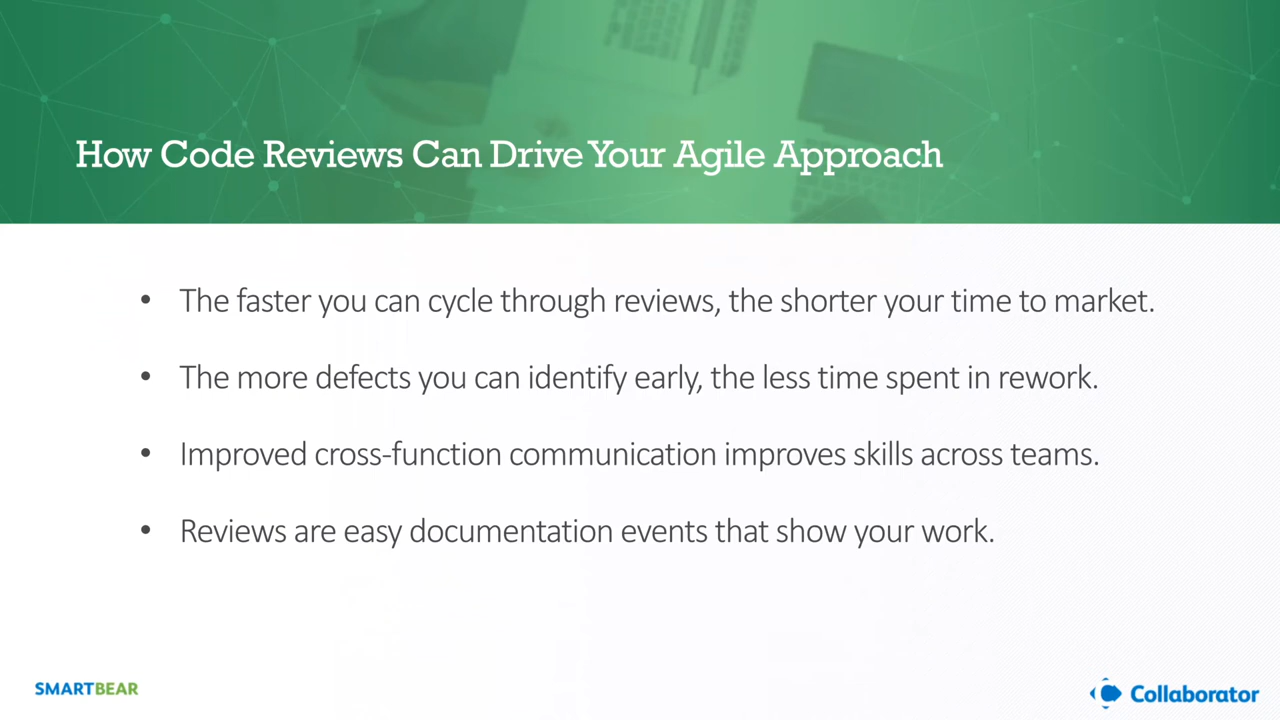 How Code Reviews Can Drive Your Agile Approach
• The faster you can cycle through reviews, the shorter your time to market.
• The more defects you can identify early, the less time spent in rework.
• Improved cross-function communication improves skills across teams.
• Reviews are easy documentation events that show your work.
SMARTBEAR
Collaborator